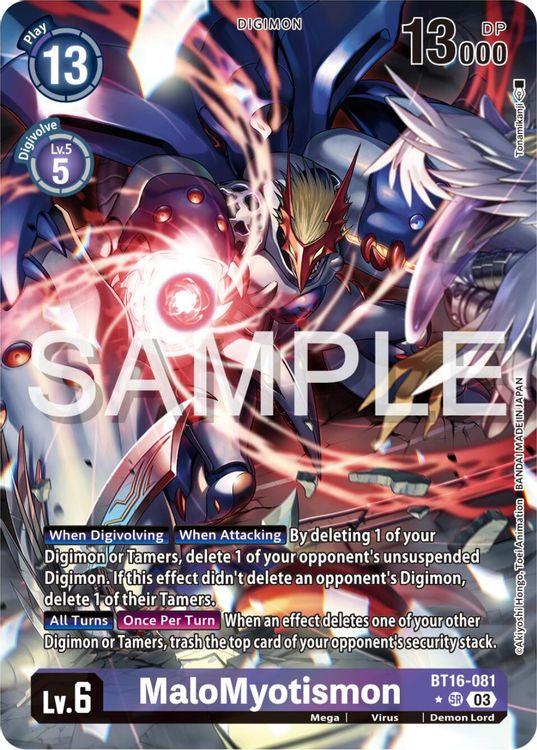 DIGIMON
Play
13
DP
13000
Digivolve
Lv.5
5
Tonamikanji
SAMPLE
When Digivolving When Attacking By deleting 1 of your
Digimon or Tamers, delete 1 of your opponent's unsuspended
Digimon. If this effect didn't delete an opponent's Digimon,
delete 1 of their Tamers.
All Turns Once Per Turn When an effect deletes one of your other
Digimon or Tamers, trash the top card of your opponent's security stack.
©Akiyoshi Hongo, Toei Animation BANDAI MADE IN JAPAN
Lv.6
MaloMyotismon
BT16-081
SR 03
Mega | Virus | Demon Lord